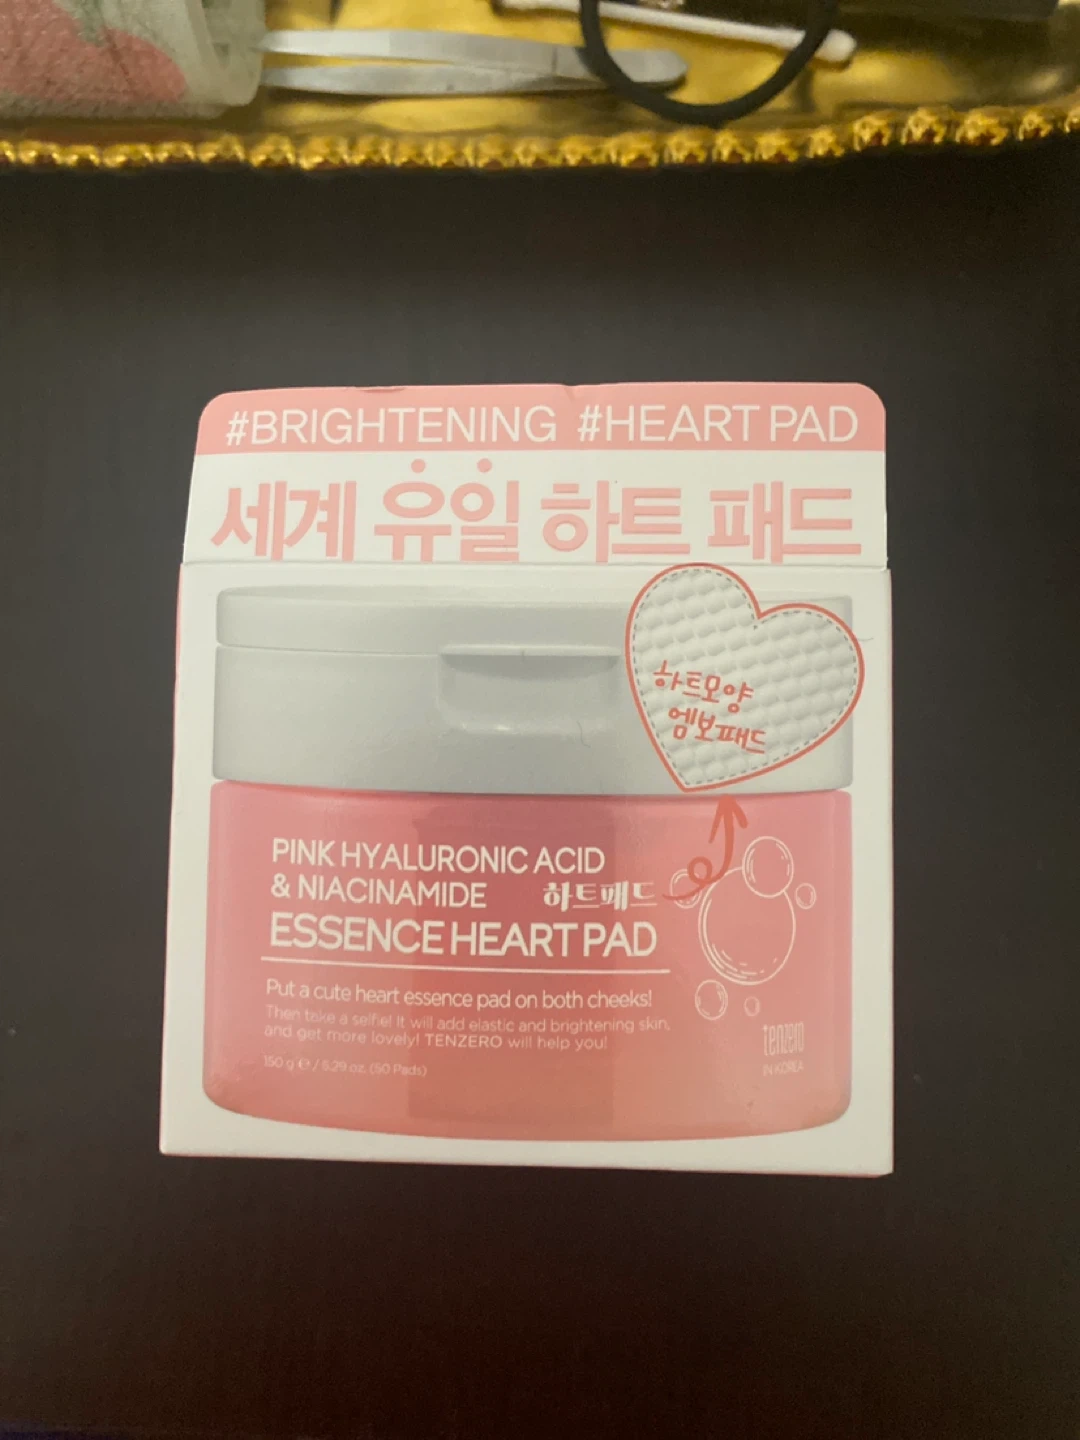 #BRIGHTENING #HEART PAD
세계 유일 하트 패드
하트모양
엠보패드
PINK HYALURONIC ACID
& NIACINAMIDE 하트패드
ESSENCE HEART PAD
Put a cute heart essence pad on both cheeks!
Then take a selfie! It will add elastic and brightening skin,
and get more lovely! TENZERO will help you!
150 g ℮ / 5.29 oz. (50 Pads)
tenzero
IN KOREA